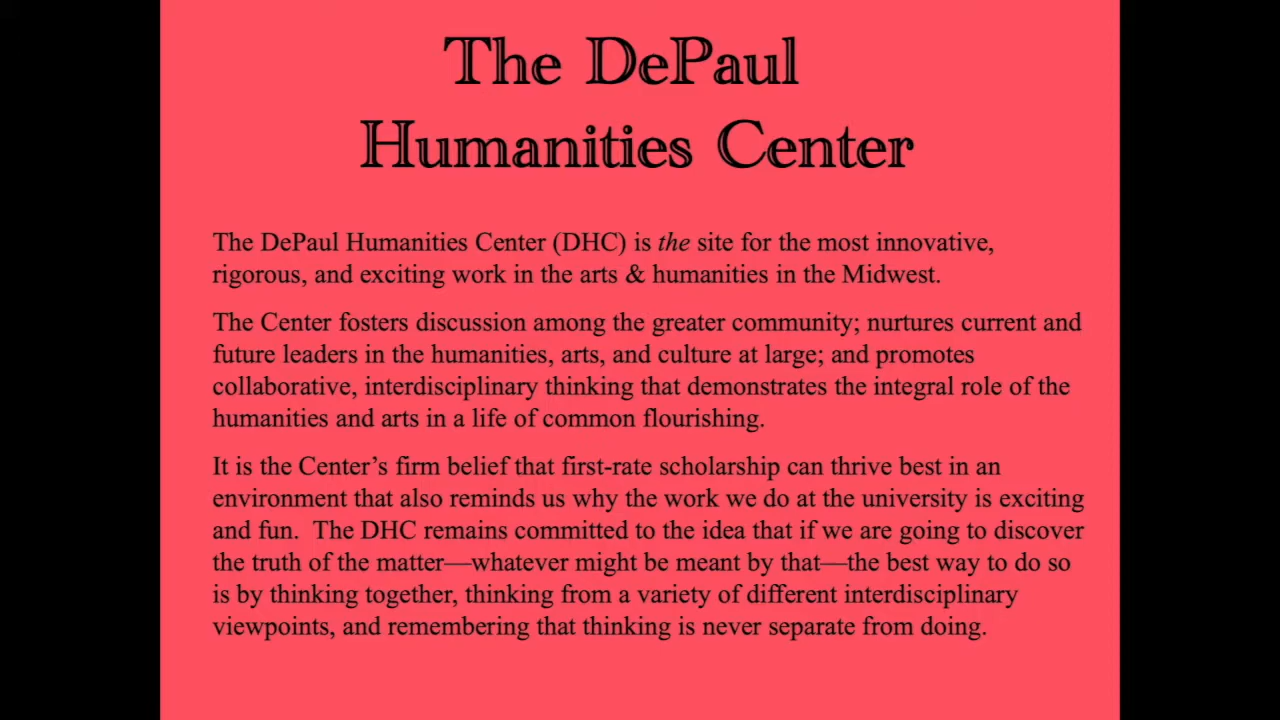 The DePaul
Humanities Center
The DePaul Humanities Center (DHC) is the site for the most innovative,
rigorous, and exciting work in the arts & humanities in the Midwest.
The Center fosters discussion among the greater community; nurtures current and
future leaders in the humanities, arts, and culture at large; and promotes
collaborative, interdisciplinary thinking that demonstrates the integral role of the
humanities and arts in a life of common flourishing.
It is the Center’s firm belief that first-rate scholarship can thrive best in an
environment that also reminds us why the work we do at the university is exciting
and fun.  The DHC remains committed to the idea that if we are going to discover
the truth of the matter—whatever might be meant by that—the best way to do so
is by thinking together, thinking from a variety of different interdisciplinary
viewpoints, and remembering that thinking is never separate from doing.